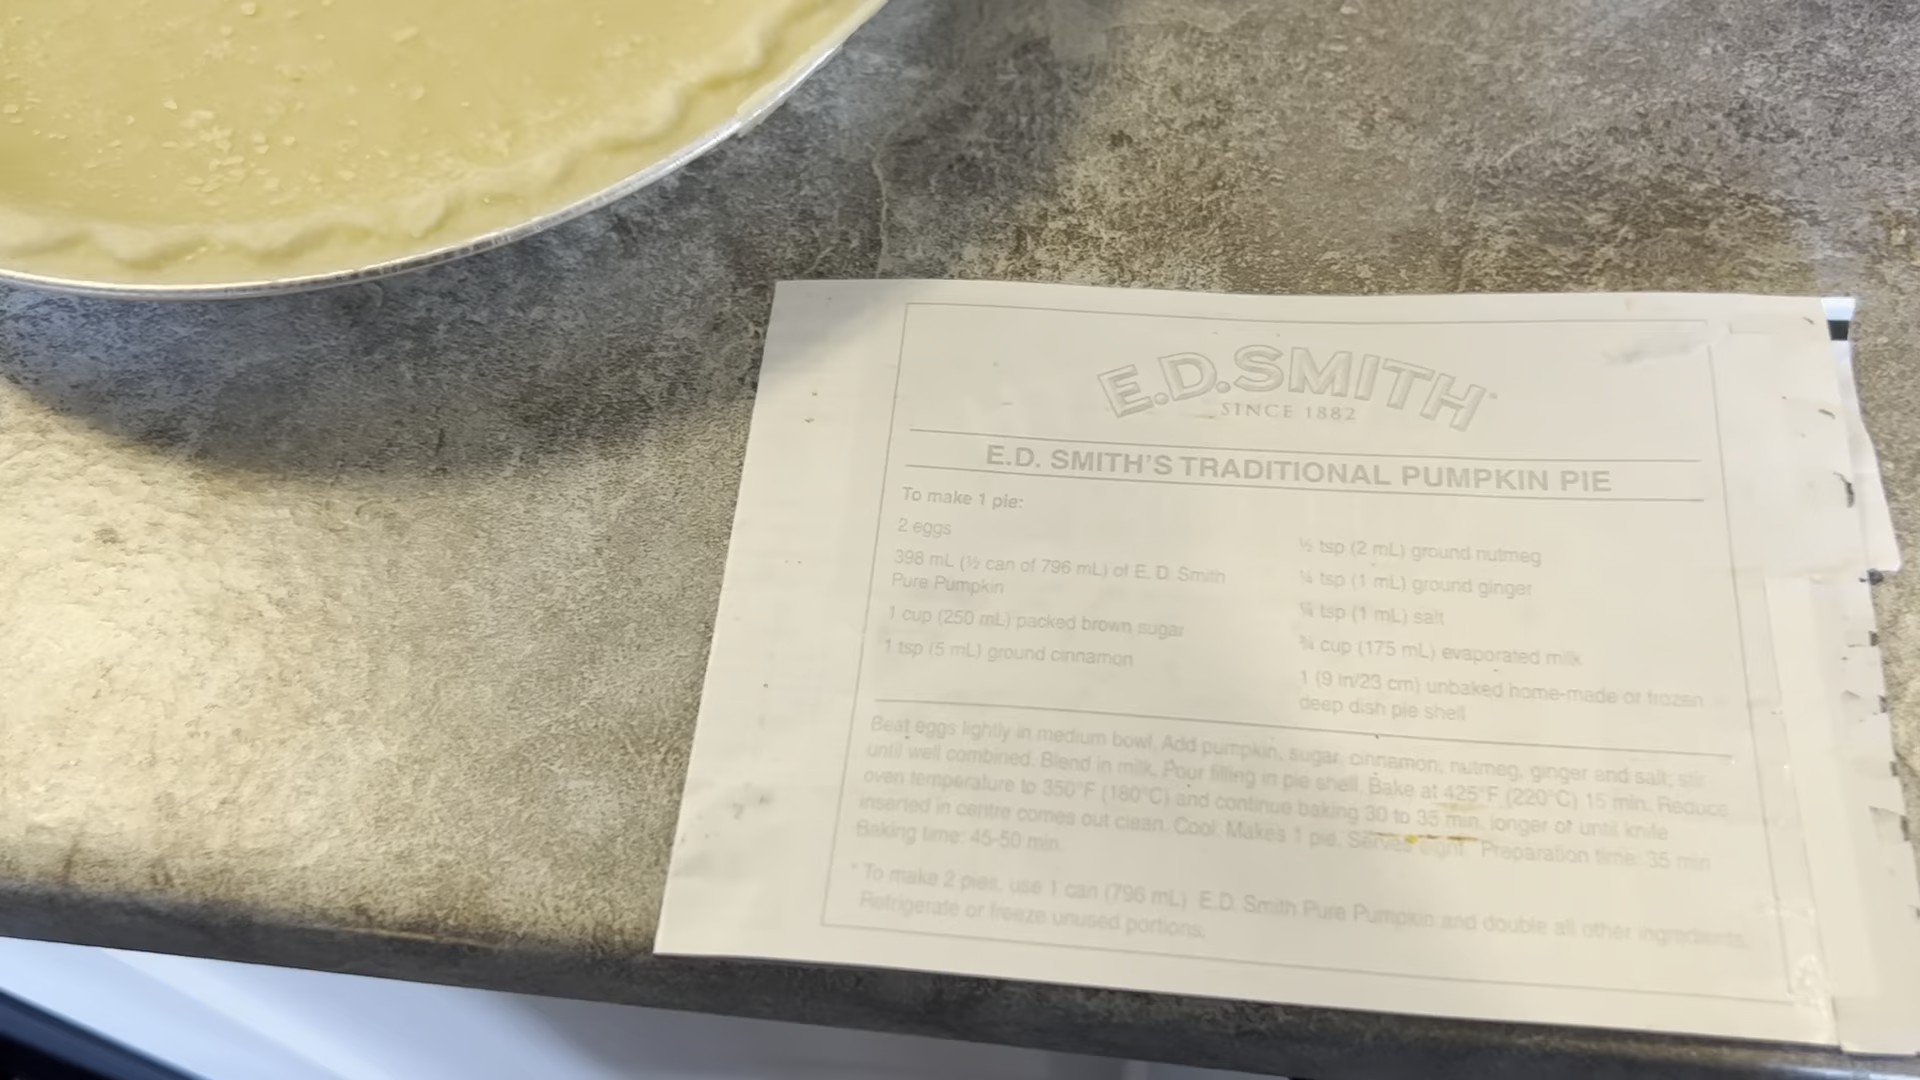 E.D.SMITH
SINCE 1882
E.D. SMITH'S TRADITIONAL PUMPKIN PIE
To make 1 pie:
2 eggs
398 mL (½ can of 796 mL) of E.D. Smith
Pure Pumpkin
1 cup (250 mL) packed brown sugar
1 tsp (5 mL) ground cinnamon
½ tsp (2 mL) ground nutmeg
¼ tsp (1 mL) ground ginger
¼ tsp (1 mL) salt
¾ cup (175 mL) evaporated milk
1 (9 in/23 cm) unbaked home-made or frozen
deep dish pie shell
Beat eggs lightly in medium bowl. Add pumpkin, sugar, cinnamon, nutmeg, ginger and salt; stir
until well combined. Blend in milk. Pour filling in pie shell. Bake at 425°F (220°C) 15 min. Reduce
oven temperature to 350°F (180°C) and continue baking 30 to 35 min. longer or until knife
inserted in centre comes out clean. Cool. Makes 1 pie. Serves eight. Preparation time: 35 min
Baking time: 45-50 min.
* To make 2 pies, use 1 can (796 mL) E.D. Smith Pure Pumpkin and double all other ingredients.
Refrigerate or freeze unused portions.